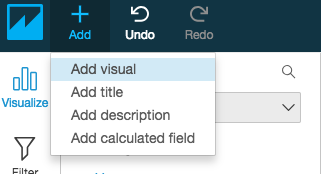 Add
Undo
Redo
Add visual
Add title
Add description
Add calculated field
Visualize
Filter